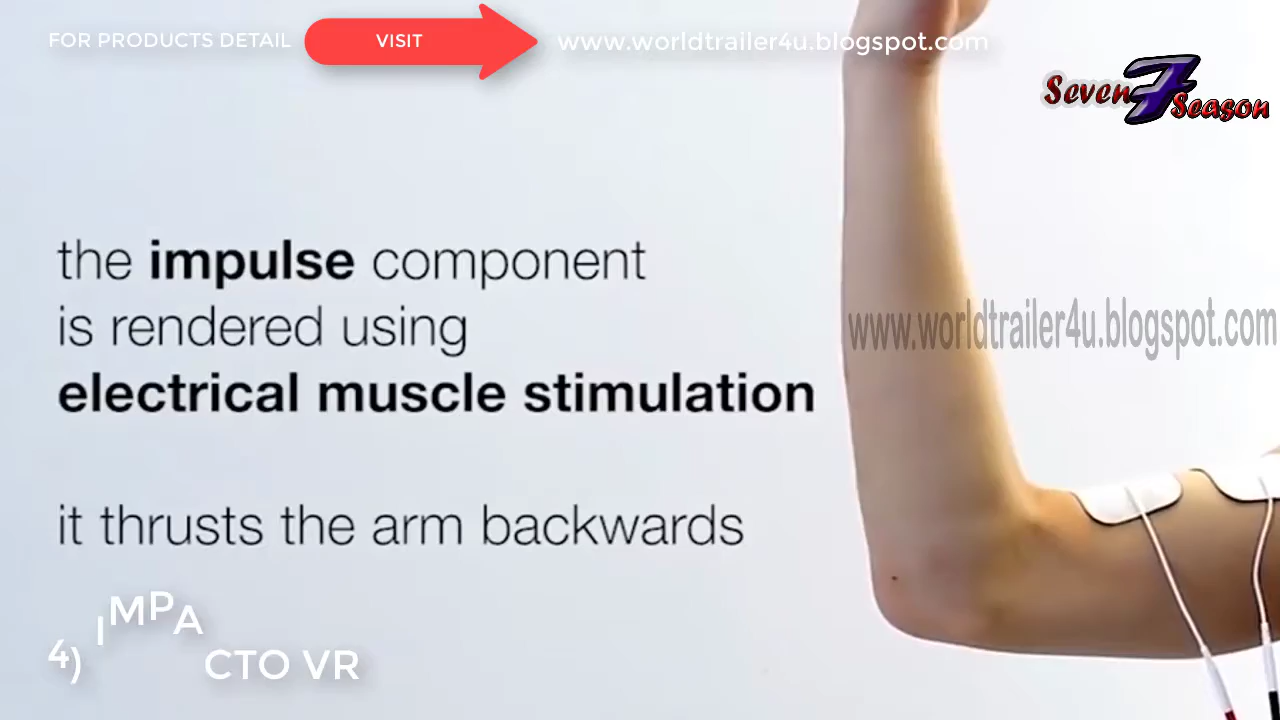 FOR PRODUCTS DETAIL VISIT www.worldtrailer4u.blogspot.com
Seven 7 Season
the impulse component
is rendered using
electrical muscle stimulation
www.worldtrailer4u.blogspot.com
it thrusts the arm backwards
4) IMPACTO VR